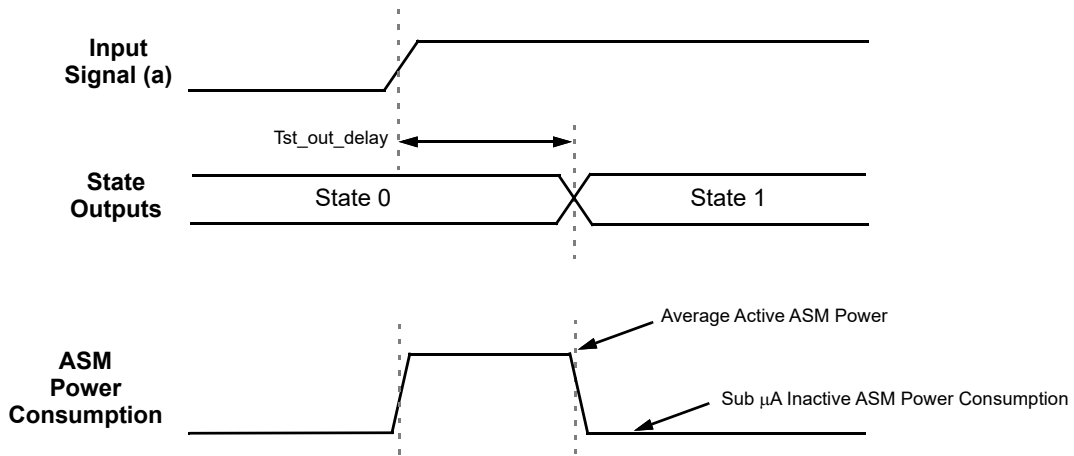 Input
Signal (a)
Tst_out_delay
State
Outputs
State 0
State 1
Average Active ASM Power
ASM
Power
Consumption
Sub μA Inactive ASM Power Consumption